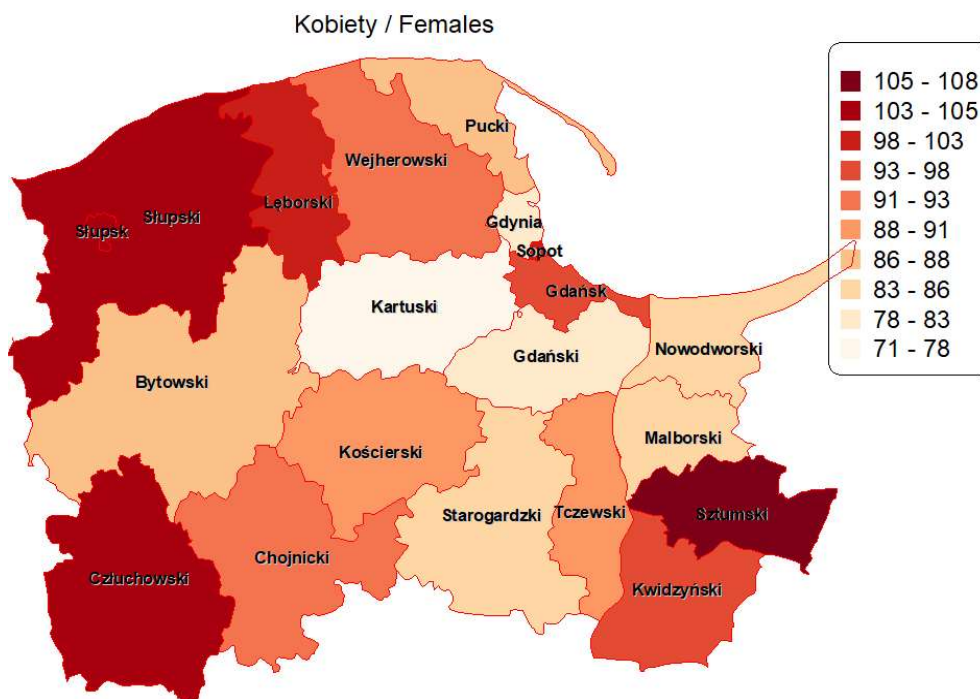 Kobiety / Females
105 - 108
103 - 105
98 - 103
93 - 98
91 - 93
88 - 91
86 - 88
83 - 86
78 - 83
71 - 78
Pucki
Wejherowski
Lęborski
Słupski
Słupsk
Gdynia
Sopot
Gdańsk
Kartuski
Gdański
Nowodworski
Bytowski
Malborski
Kościerski
Starogardzki
Tczewski
Sztumski
Chojnicki
Człuchowski
Kwidzyński